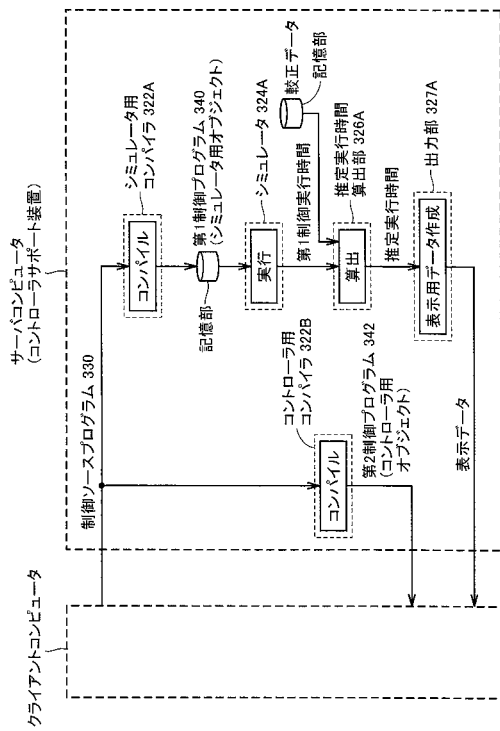 サーバコンピュータ
(コントローラサポート装置)
クライアントコンピュータ
制御ソースプログラム 330
シミュレータ用
コンパイラ 322A
コンパイル
第1制御プログラム 340
(シミュレータ用オブジェクト)
記憶部
シミュレータ 324A
実行
第1制御実行時間
較正データ
記憶部
推定実行時間
算出部 326A
算出
推定実行時間
出力部 327A
表示用データ作成
コントローラ用
コンパイラ 322B
コンパイル
第2制御プログラム 342
(コントローラ用
オブジェクト)
表示データ